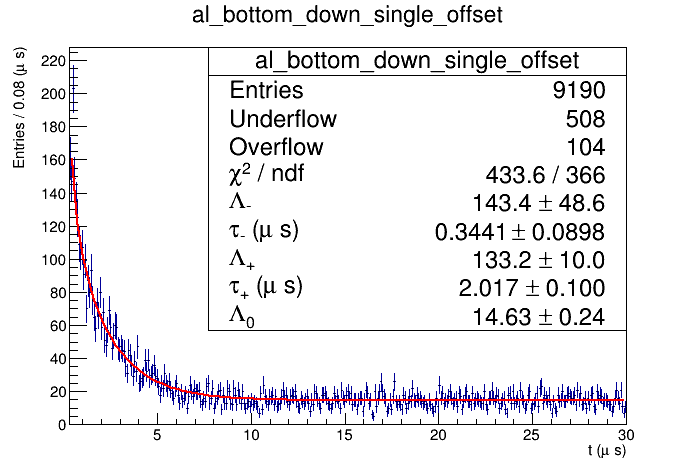 al_bottom_down_single_offset
Entries / 0.08 (μ s)
al_bottom_down_single_offset
Entries 9190
Underflow 508
Overflow 104
χ² / ndf 433.6 / 366
Λ₋ 143.4 ± 48.6
τ₋ (μ s) 0.3441 ± 0.0898
Λ₊ 133.2 ± 10.0
τ₊ (μ s) 2.017 ± 0.100
Λ₀ 14.63 ± 0.24
220
200
180
160
140
120
100
80
60
40
20
0
5 10 15 20 25 30
t (μ s)